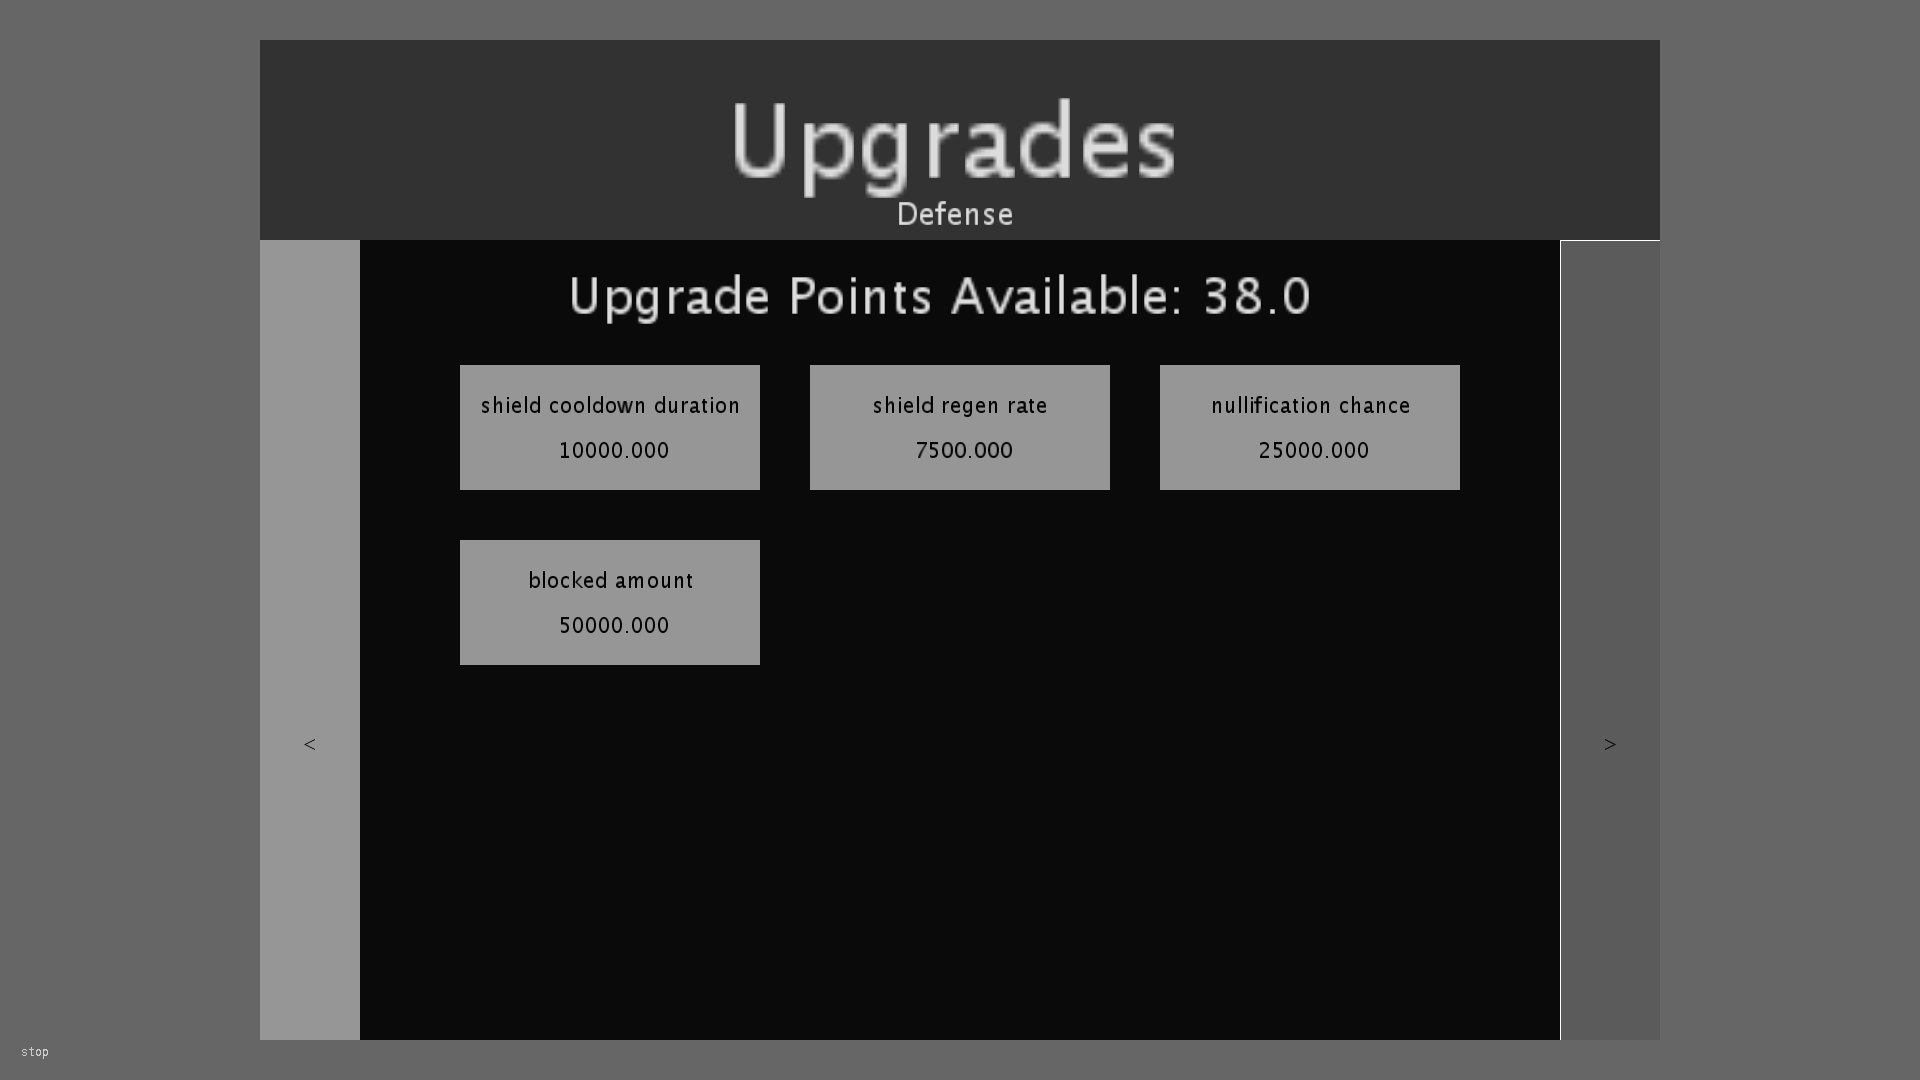 Upgrades
Defense
Upgrade Points Available: 38.0
shield cooldown duration
10000.000
shield regen rate
7500.000
nullification chance
25000.000
blocked amount
50000.000
<
>
stop